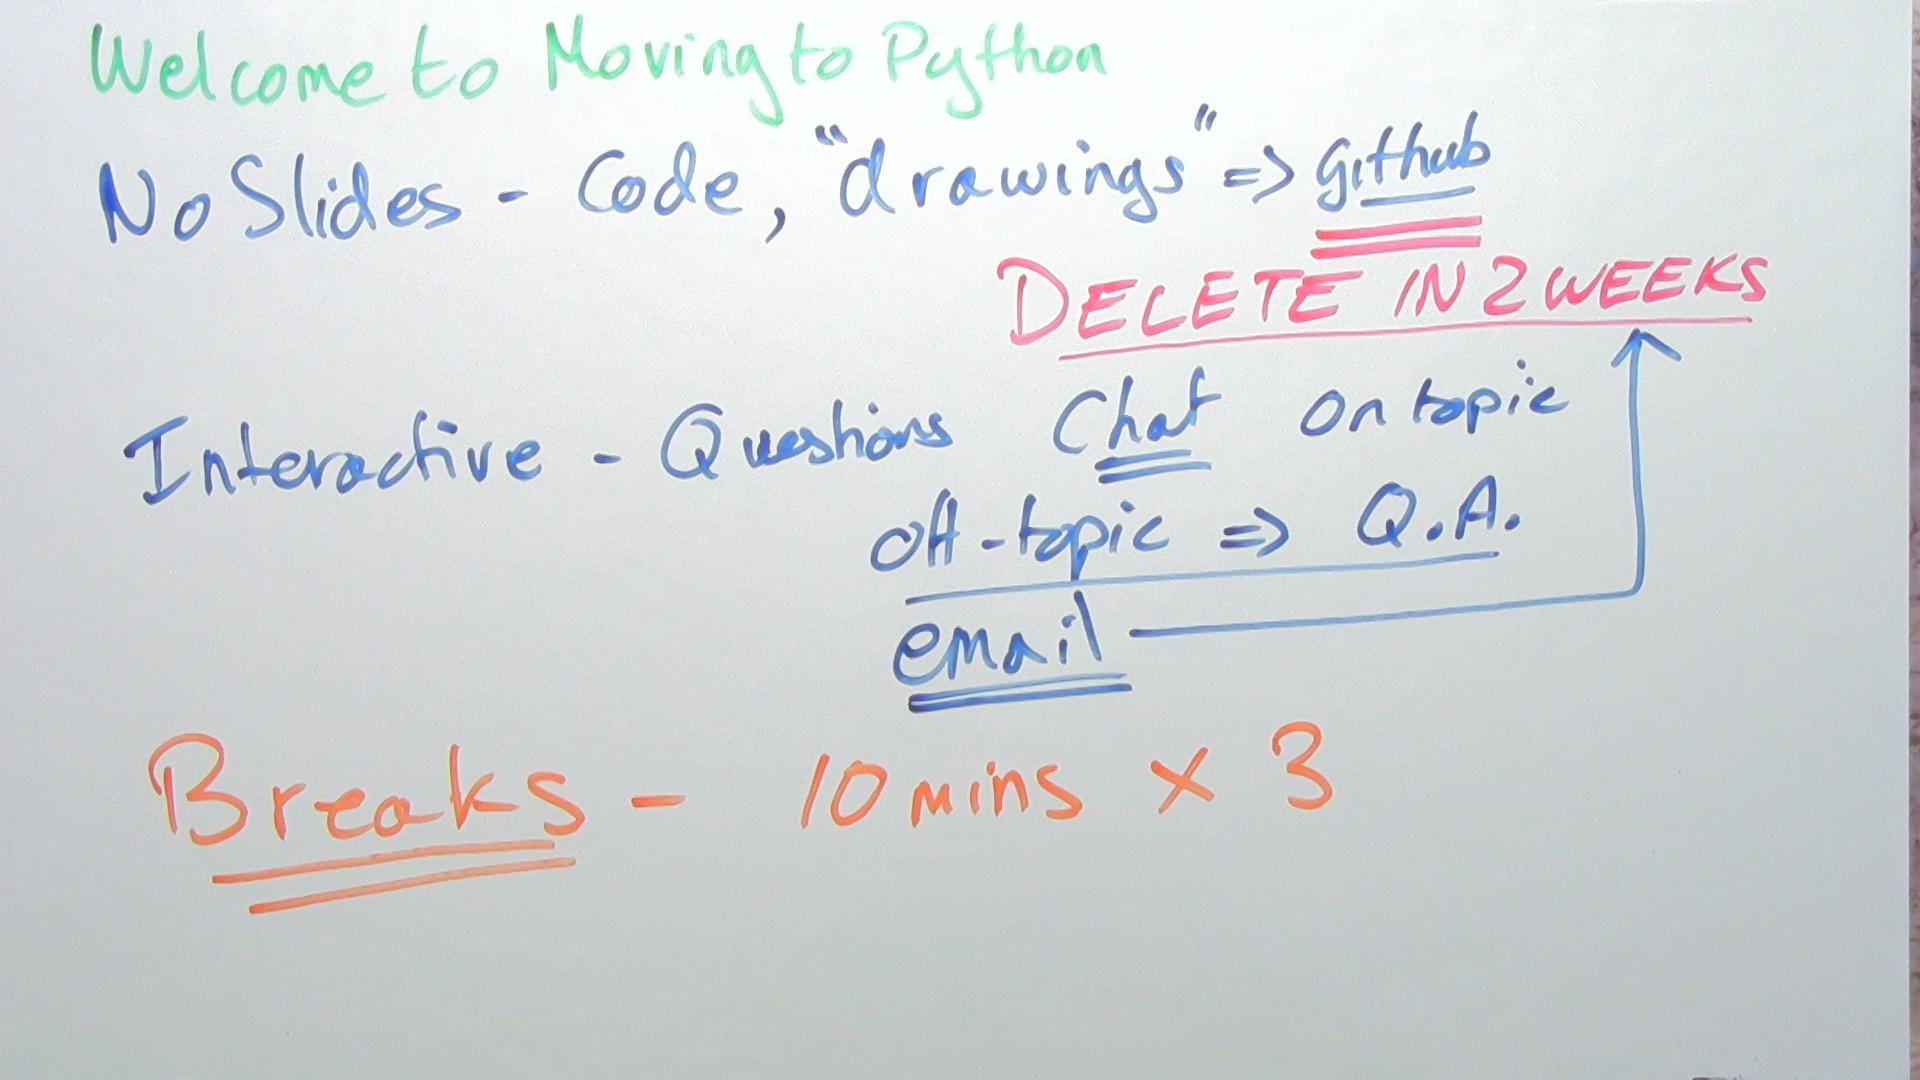 Welcome to Moving to Python
No Slides - Code, "drawings" => github
DELETE IN 2 WEEKS
Interactive - Questions Chat on topic
off-topic => Q.A.
email
Breaks - 10 mins x 3